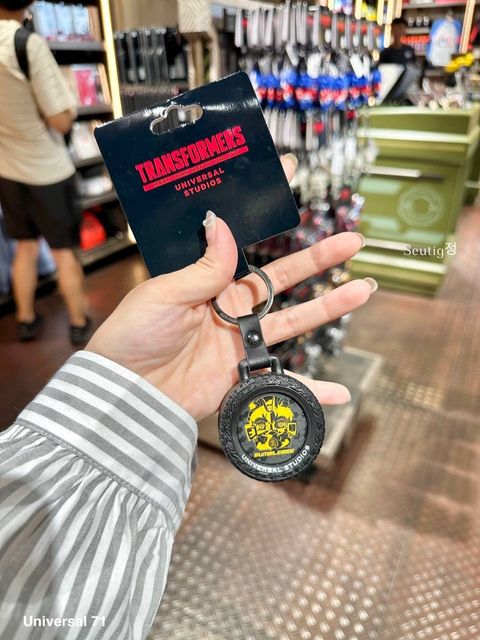 TRANSFORMERS
UNIVERSAL
STUDIOS
Seutig정
BUMBLEBEE
UNIVERSAL STUDIOS
Universal 71